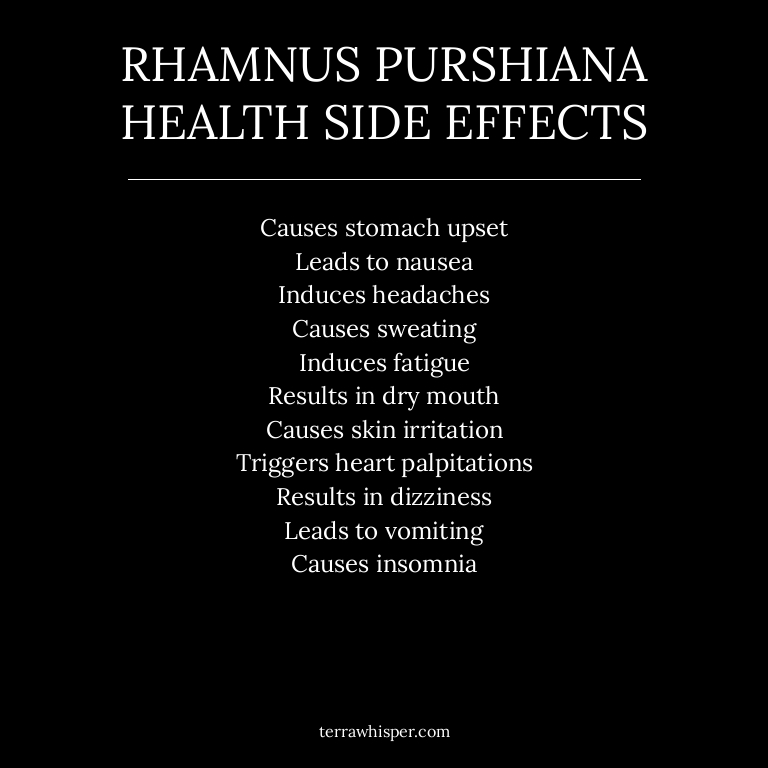 RHAMNUS PURSHIANA
HEALTH SIDE EFFECTS
Causes stomach upset
Leads to nausea
Induces headaches
Causes sweating
Induces fatigue
Results in dry mouth
Causes skin irritation
Triggers heart palpitations
Results in dizziness
Leads to vomiting
Causes insomnia
terrawhisper.com